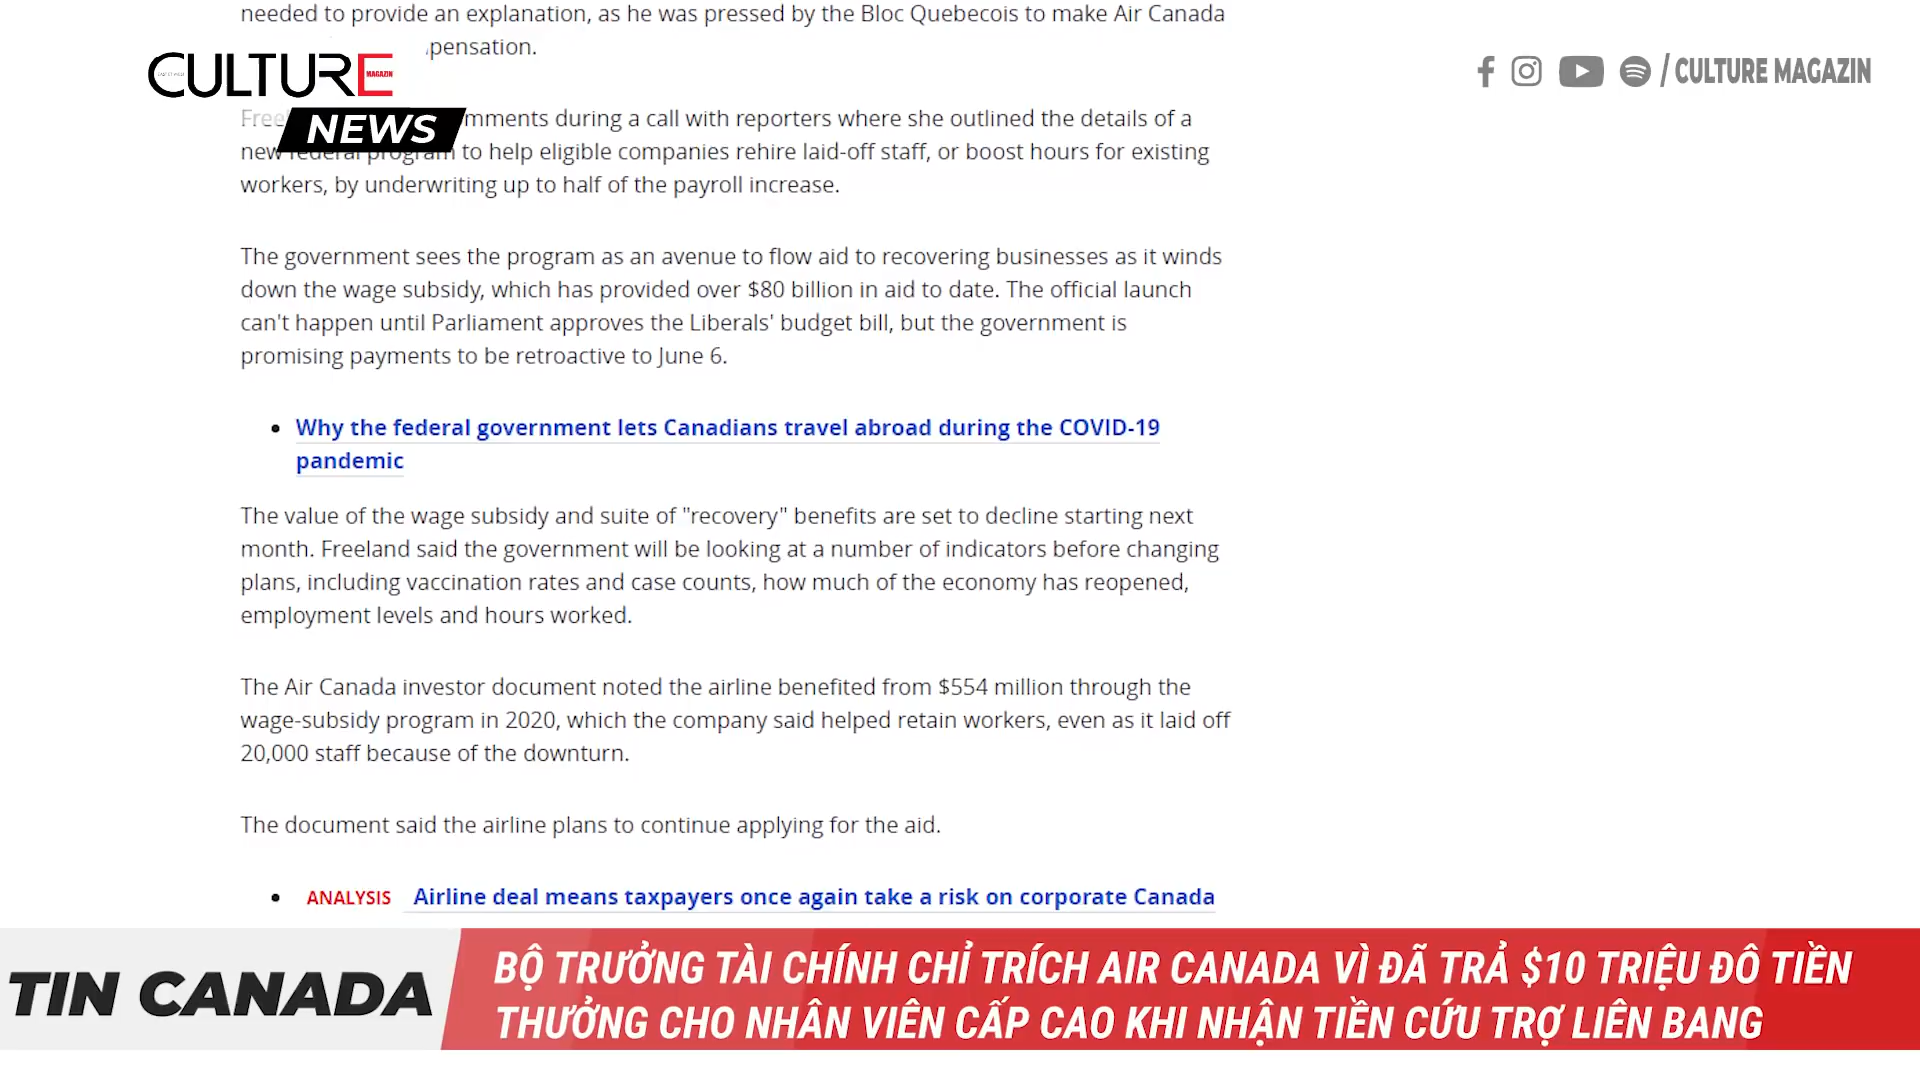 needed to provide an explanation, as he was pressed by the Bloc Quebecois to make Air Canada
pensation.
CULTURE
MAGAZIN
NEWS
/ CULTURE MAGAZIN
Free mments during a call with reporters where she outlined the details of a
new federal program to help eligible companies rehire laid-off staff, or boost hours for existing
workers, by underwriting up to half of the payroll increase.
The government sees the program as an avenue to flow aid to recovering businesses as it winds
down the wage subsidy, which has provided over $80 billion in aid to date. The official launch
can't happen until Parliament approves the Liberals' budget bill, but the government is
promising payments to be retroactive to June 6.
• Why the federal government lets Canadians travel abroad during the COVID-19
pandemic
The value of the wage subsidy and suite of "recovery" benefits are set to decline starting next
month. Freeland said the government will be looking at a number of indicators before changing
plans, including vaccination rates and case counts, how much of the economy has reopened,
employment levels and hours worked.
The Air Canada investor document noted the airline benefited from $554 million through the
wage-subsidy program in 2020, which the company said helped retain workers, even as it laid off
20,000 staff because of the downturn.
The document said the airline plans to continue applying for the aid.
• ANALYSIS Airline deal means taxpayers once again take a risk on corporate Canada
TIN CANADA
BỘ TRƯỞNG TÀI CHÍNH CHỈ TRÍCH AIR CANADA VÌ ĐÃ TRẢ $10 TRIỆU ĐÔ TIỀN
THƯỞNG CHO NHÂN VIÊN CẤP CAO KHI NHẬN TIỀN CỨU TRỢ LIÊN BANG